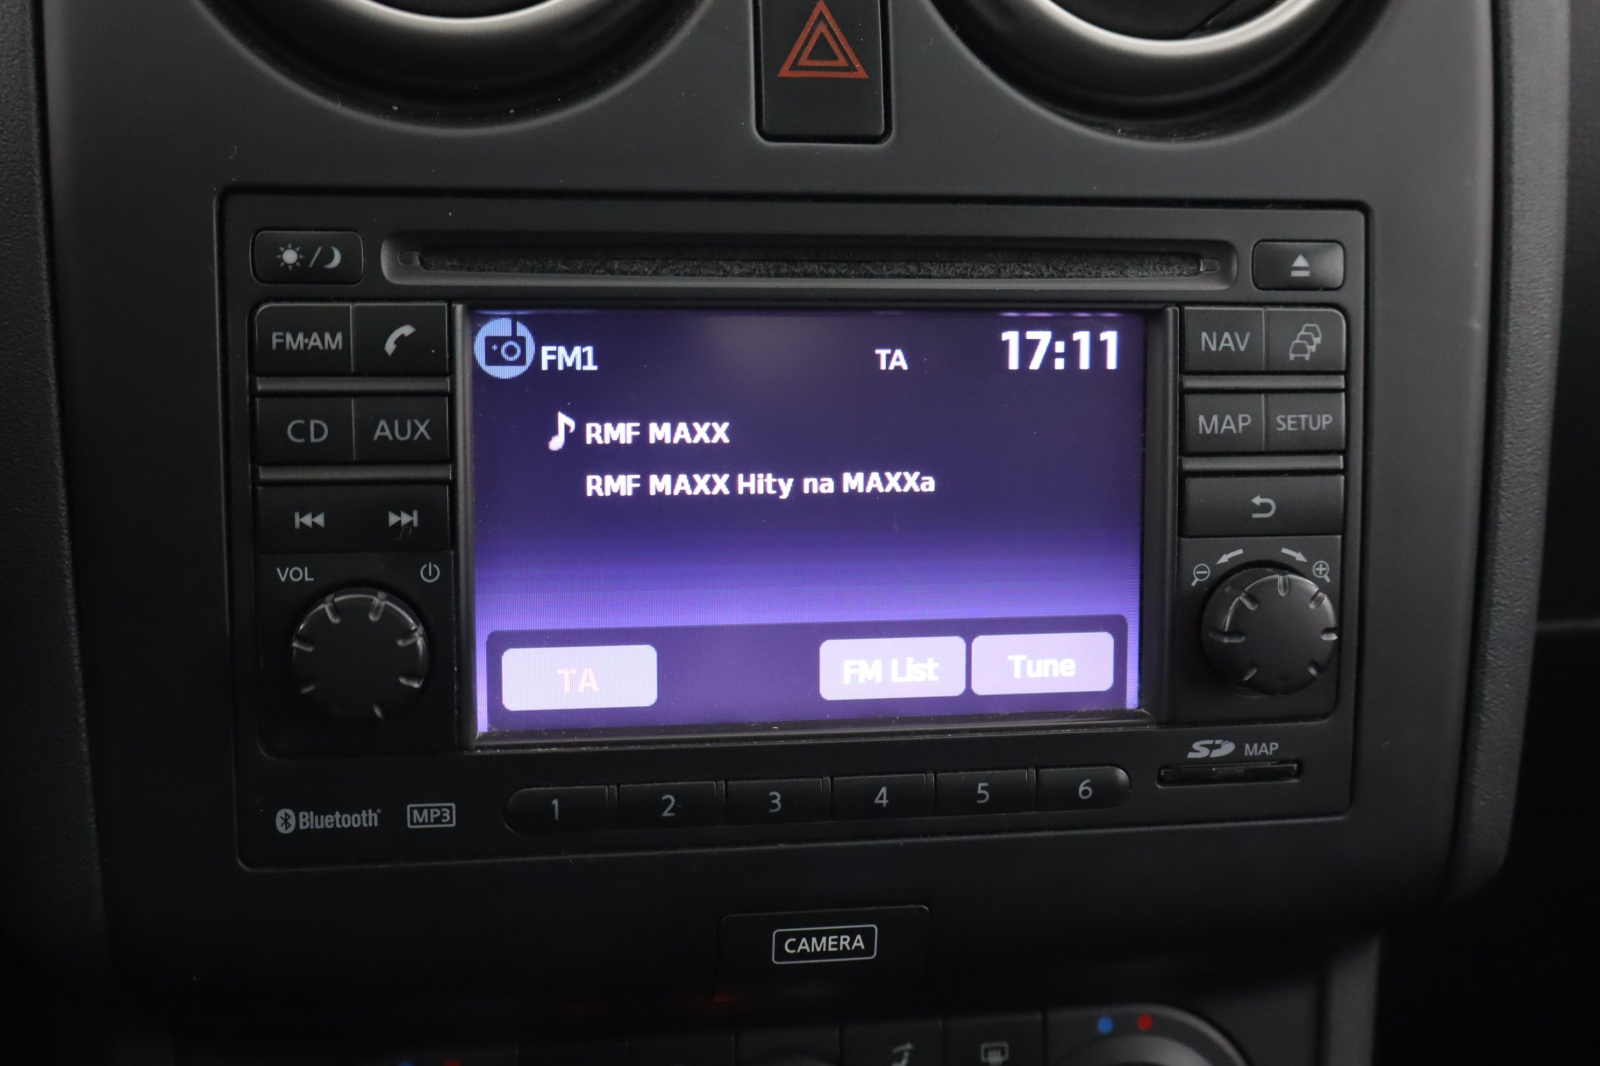 FM·AM
CD AUX
VOL
FM1 TA 17:11
RMF MAXX
RMF MAXX Hity na MAXXa
TA FM List Tune
NAV
MAP SETUP
SD MAP
Bluetooth MP3 1 2 3 4 5 6
CAMERA